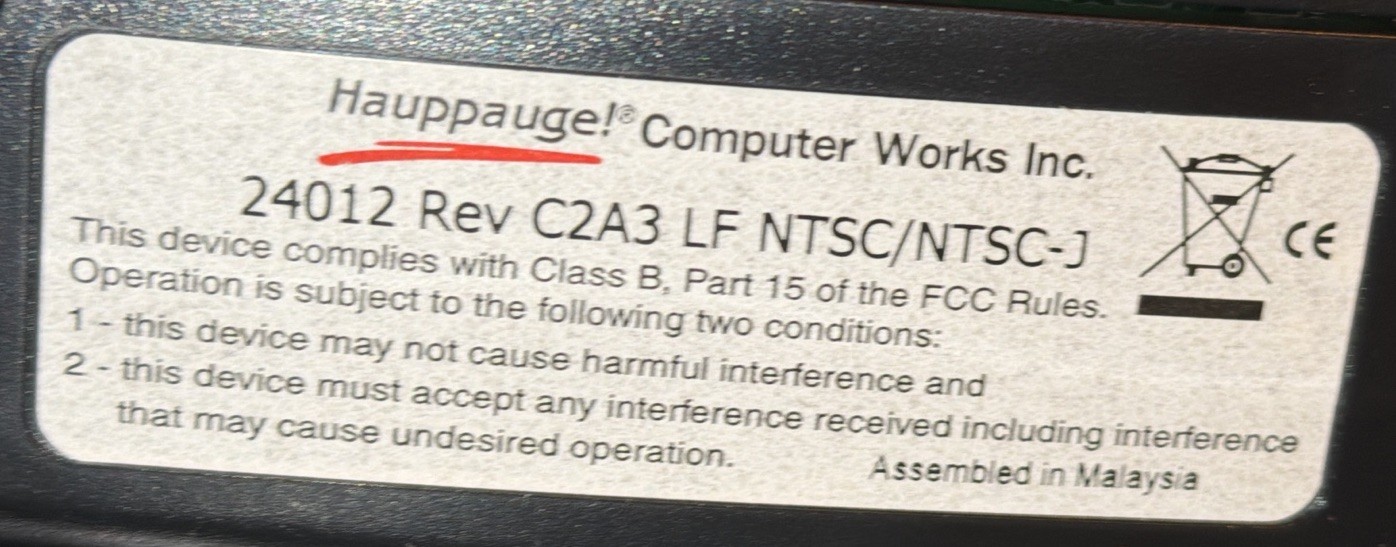 Hauppauge!® Computer Works Inc.
24012 Rev C2A3 LF NTSC/NTSC-J
This device complies with Class B, Part 15 of the FCC Rules.
Operation is subject to the following two conditions:
1 - this device may not cause harmful interference and
2 - this device must accept any interference received including interference
that may cause undesired operation.
Assembled in Malaysia
CE